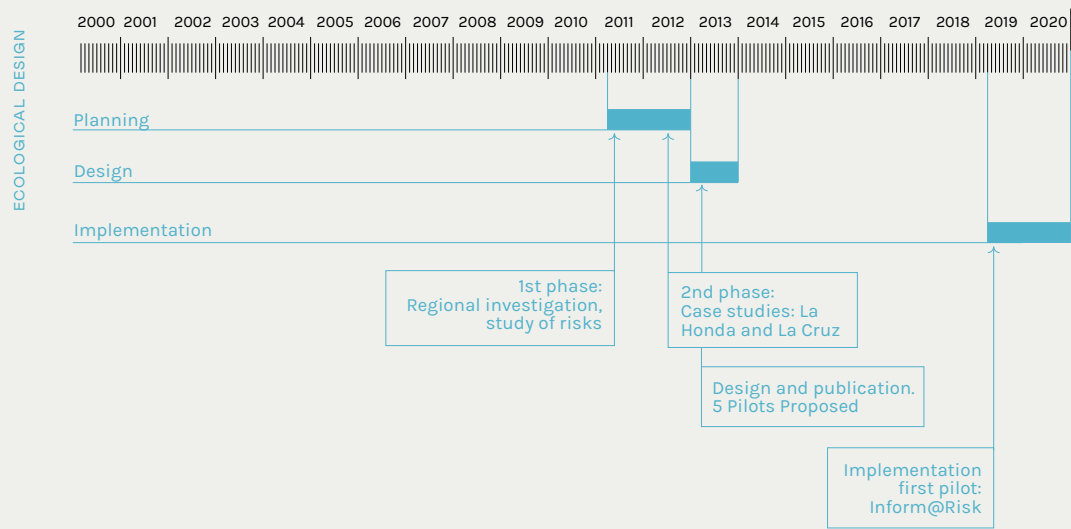 2000 2001 2002 2003 2004 2005 2006 2007 2008 2009 2010 2011 2012 2013 2014 2015 2016 2017 2018 2019 2020
ECOLOGICAL DESIGN
Planning
Design
Implementation
1st phase:
Regional investigation,
study of risks
2nd phase:
Case studies: La
Honda and La Cruz
Design and publication.
5 Pilots Proposed
Implementation
first pilot:
Inform@Risk